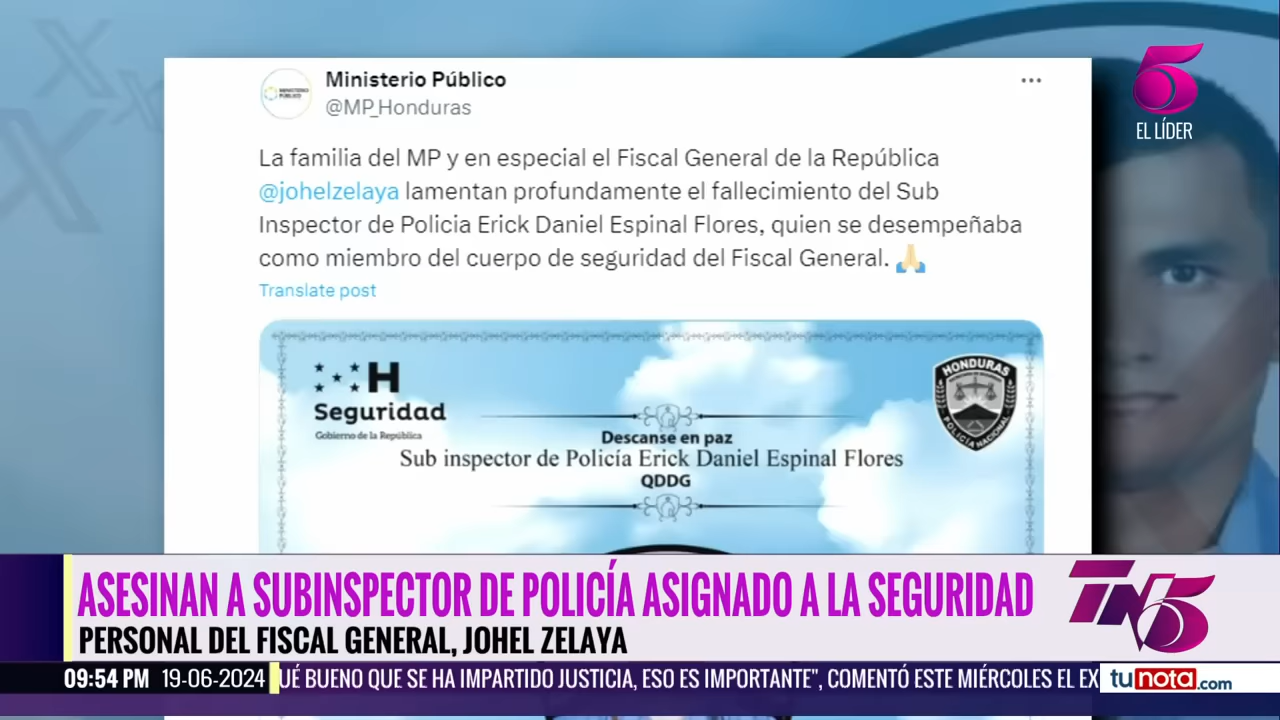 Ministerio Público
@MP_Honduras
La familia del MP y en especial el Fiscal General de la República
@johelzelaya lamentan profundamente el fallecimiento del Sub
Inspector de Policia Erick Daniel Espinal Flores, quien se desempeñaba
como miembro del cuerpo de seguridad del Fiscal General. 🙏
Translate post
MINISTERIO PÚBLICO
5
EL LÍDER
H
Seguridad
Gobierno de la República
HONDURAS
POLICÍA NACIONAL
Descanse en paz
Sub inspector de Policía Erick Daniel Espinal Flores
QDDG
ASESINAN A SUBINSPECTOR DE POLICÍA ASIGNADO A LA SEGURIDAD
PERSONAL DEL FISCAL GENERAL, JOHEL ZELAYA
TN5
09:54 PM 19-06-2024 UÉ BUENO QUE SE HA IMPARTIDO JUSTICIA, ESO ES IMPORTANTE", COMENTÓ ESTE MIÉRCOLES EL EX
tunota.com